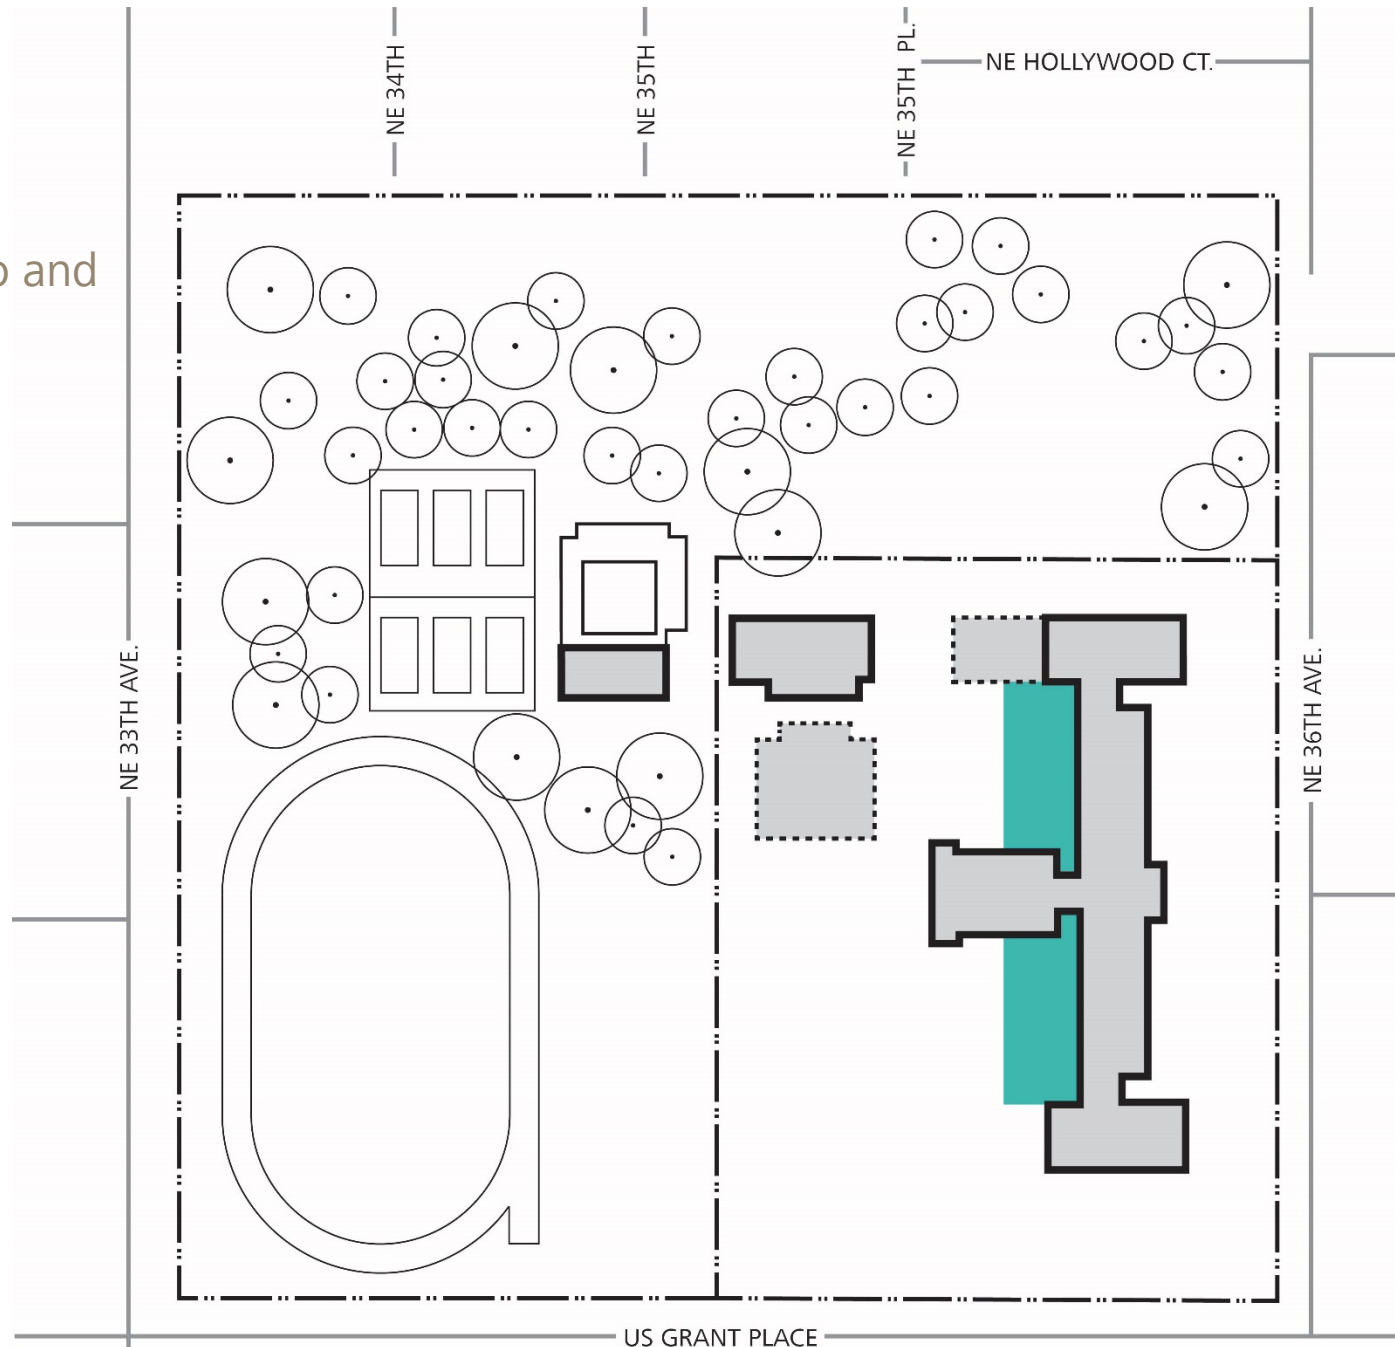 NE 34TH
NE 35TH
NE 35TH PL.
NE HOLLYWOOD CT.
and
NE 33TH AVE.
NE 36TH AVE.
US GRANT PLACE